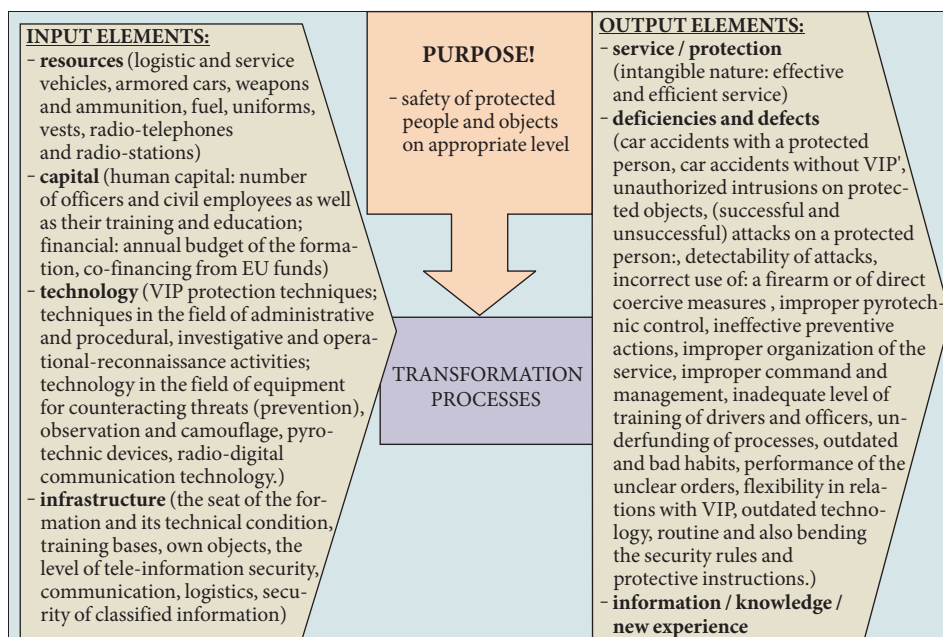 INPUT ELEMENTS:
- resources (logistic and service
vehicles, armored cars, weapons
and ammunition, fuel, uniforms,
vests, radio-telephones
and radio-stations)
- capital (human capital: number
of officers and civil employees as well
as their training and education;
financial: annual budget of the forma-
tion, co-financing from EU funds)
- technology (VIP protection techniques;
techniques in the field of administrative
and procedural, investigative and opera-
tional-reconnaissance activities;
technology in the field of equipment
for counteracting threats (prevention),
observation and camouflage, pyro-
technic devices, radio-digital
communication technology.)
- infrastructure (the seat of the for-
mation and its technical condition,
training bases, own objects, the
level of tele-information security,
communication, logistics, secu-
rity of classified information)
PURPOSE!
- safety of protected
people and objects
on appropriate level
TRANSFORMATION
PROCESSES
OUTPUT ELEMENTS:
- service / protection
(intangible nature: effective
and efficient service)
- deficiencies and defects
(car accidents with a protected
person, car accidents without VIP',
unauthorized intrusions on protec-
ted objects, (successful and
unsuccessful) attacks on a protected
person:, detectability of attacks,
incorrect use of: a firearm or of direct
coercive measures , improper pyrotech-
nic control, ineffective preventive
actions, improper organization of the
service, improper command and
management, inadequate level of
training of drivers and officers, un-
derfunding of processes, outdated
and bad habits, performance of the
unclear orders, flexibility in rela-
tions with VIP, outdated techno-
logy, routine and also bending
the security rules and
protective instructions.)
- information / knowledge /
new experience